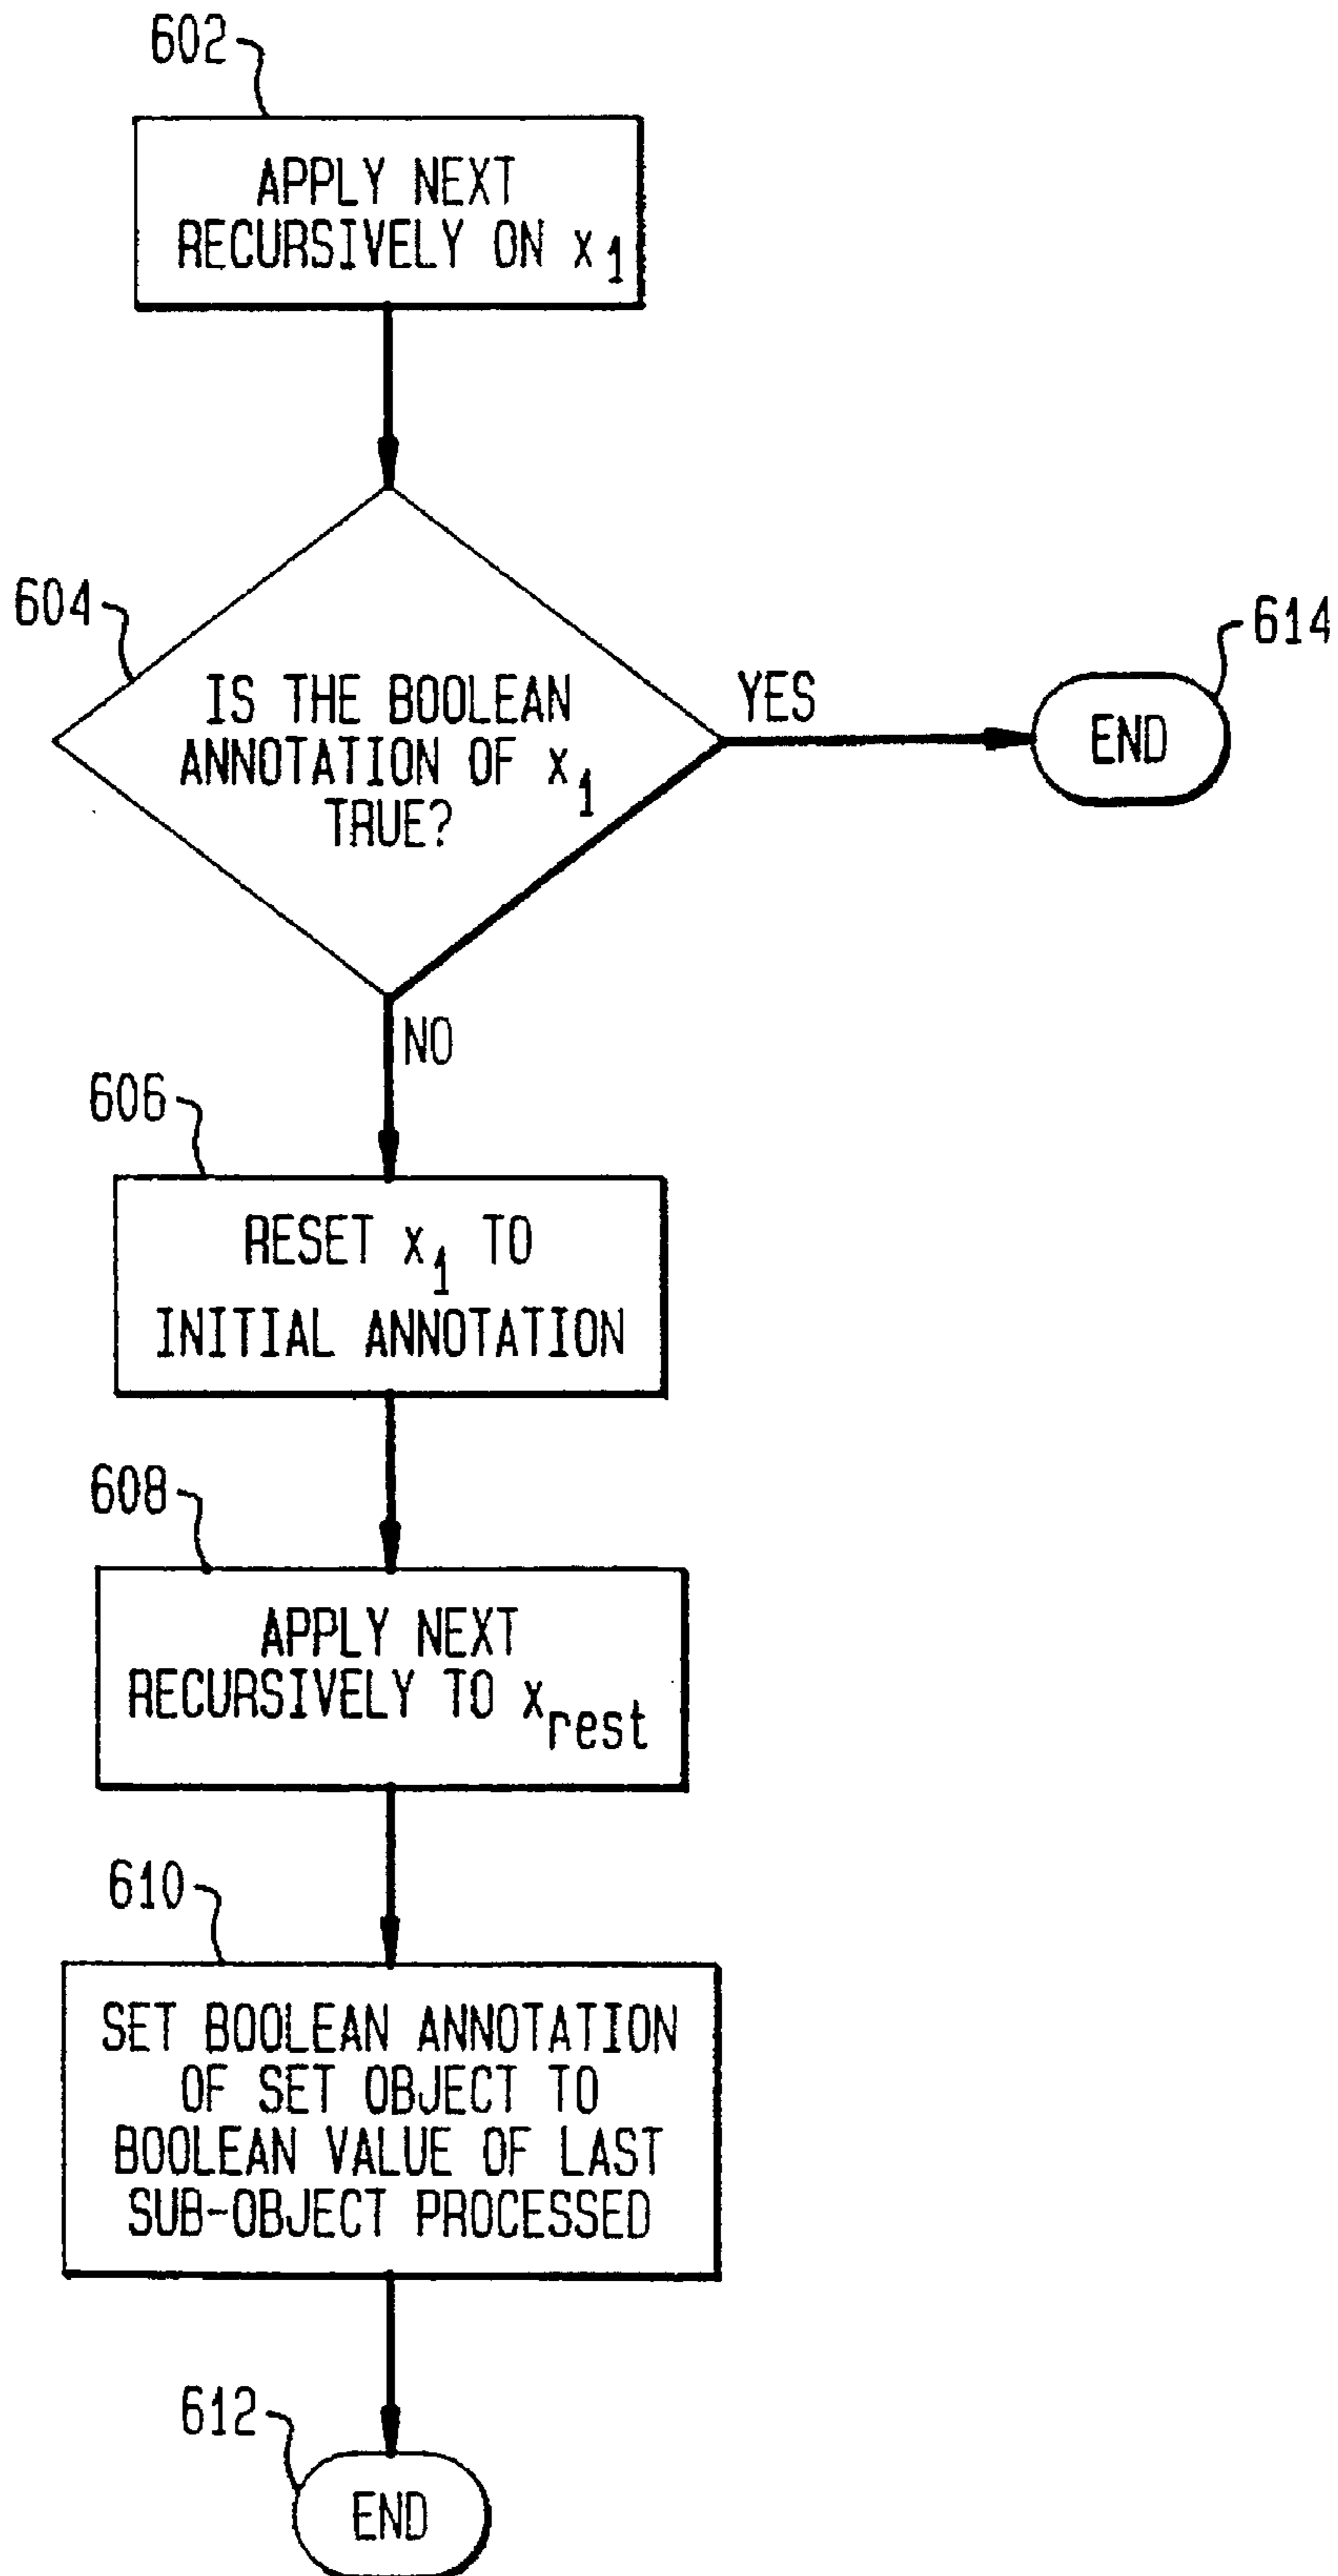 602
APPLY NEXT
RECURSIVELY ON x1
604
IS THE BOOLEAN
ANNOTATION OF x1
TRUE?
YES
614
END
NO
606
RESET x1 TO
INITIAL ANNOTATION
608
APPLY NEXT
RECURSIVELY TO xrest
610
SET BOOLEAN ANNOTATION
OF SET OBJECT TO
BOOLEAN VALUE OF LAST
SUB-OBJECT PROCESSED
612
END